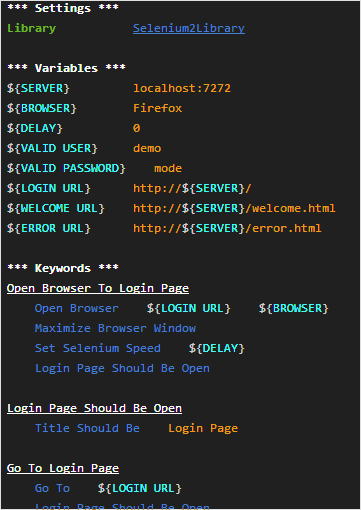 *** Settings ***
Library Selenium2Library
*** Variables ***
${SERVER} localhost:7272
${BROWSER} Firefox
${DELAY} 0
${VALID USER} demo
${VALID PASSWORD} mode
${LOGIN URL} http://${SERVER}/
${WELCOME URL} http://${SERVER}/welcome.html
${ERROR URL} http://${SERVER}/error.html
*** Keywords ***
Open Browser To Login Page
Open Browser ${LOGIN URL} ${BROWSER}
Maximize Browser Window
Set Selenium Speed ${DELAY}
Login Page Should Be Open
Login Page Should Be Open
Title Should Be Login Page
Go To Login Page
Go To ${LOGIN URL}
Login Page Should Be Open